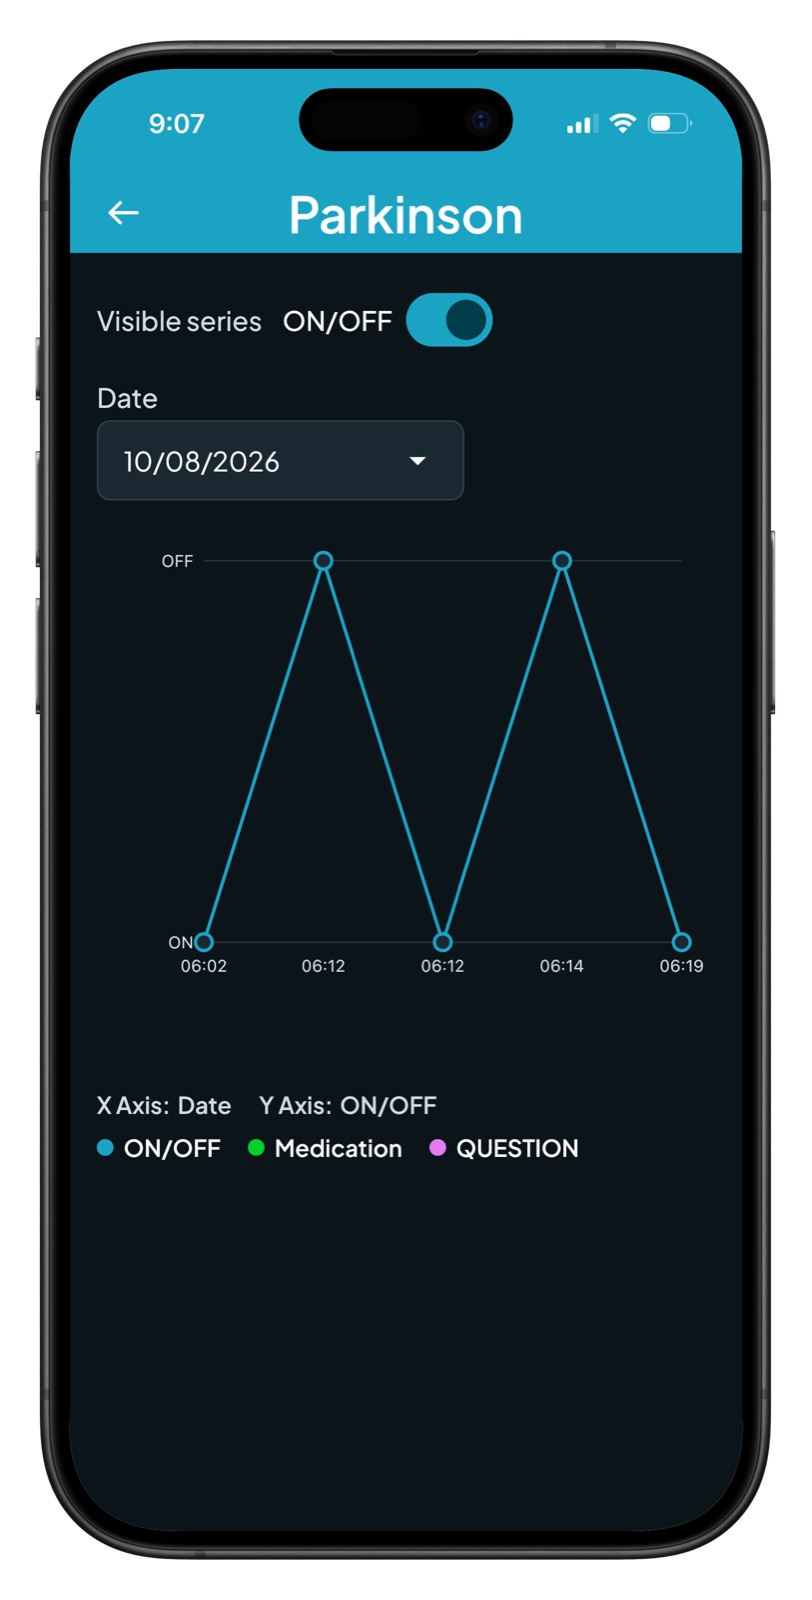 9:07
Parkinson
Visible series ON/OFF
Date
10/08/2026
OFF
ON
06:02 06:12 06:12 06:14 06:19
X Axis: Date Y Axis: ON/OFF
ON/OFF Medication QUESTION